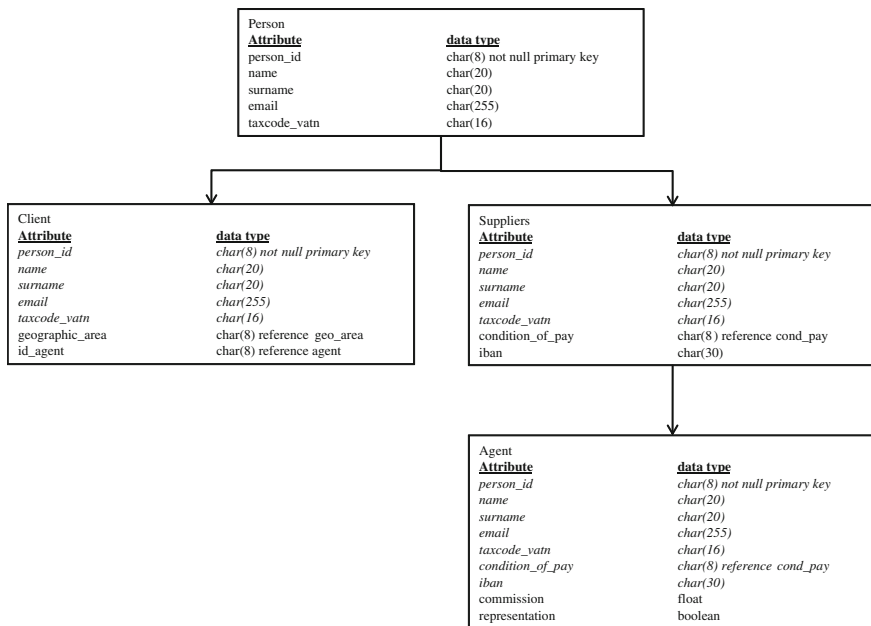 Person
Attribute data type
person_id char(8) not null primary key
name char(20)
surname char(20)
email char(255)
taxcode_vatn char(16)
Client
Attribute data type
person_id char(8) not null primary key
name char(20)
surname char(20)
email char(255)
taxcode_vatn char(16)
geographic_area char(8) reference geo_area
id_agent char(8) reference agent
Suppliers
Attribute data type
person_id char(8) not null primary key
name char(20)
surname char(20)
email char(255)
taxcode_vatn char(16)
condition_of_pay char(8) reference cond_pay
iban char(30)
Agent
Attribute data type
person_id char(8) not null primary key
name char(20)
surname char(20)
email char(255)
taxcode_vatn char(16)
condition_of_pay char(8) reference cond_pay
iban char(30)
commission float
representation boolean